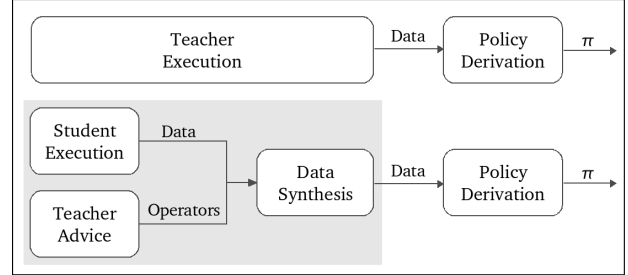 Teacher
Execution
Data
Policy
Derivation
π
Student
Execution
Data
Teacher
Advice
Operators
Data
Synthesis
Data
Policy
Derivation
π